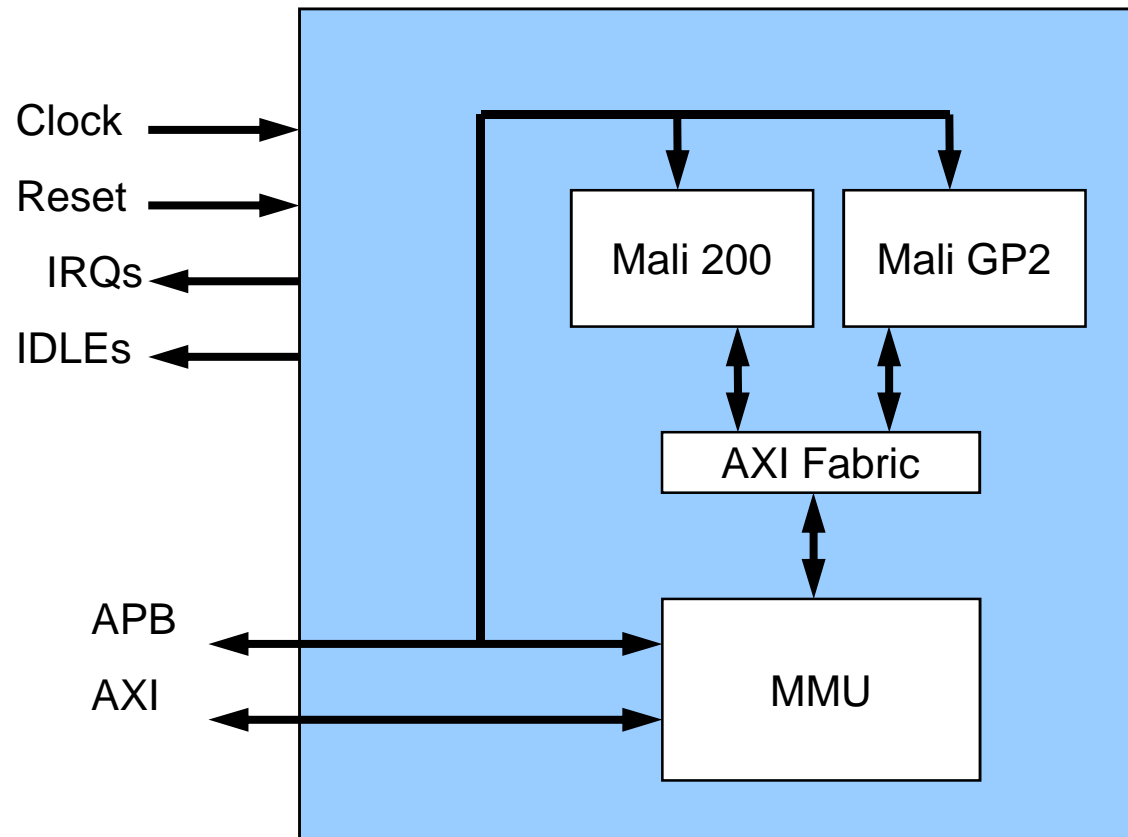 Clock
Reset
IRQs
IDLEs
Mali 200
Mali GP2
AXI Fabric
APB
AXI
MMU